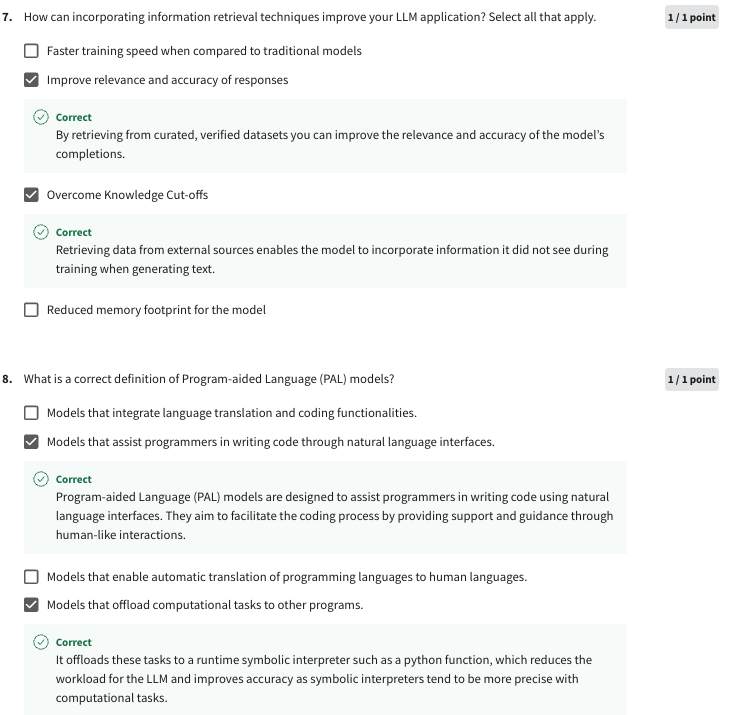 7. How can incorporating information retrieval techniques improve your LLM application? Select all that apply. 1 / 1 point
Faster training speed when compared to traditional models
Improve relevance and accuracy of responses
Correct
By retrieving from curated, verified datasets you can improve the relevance and accuracy of the model's
completions.
Overcome Knowledge Cut-offs
Correct
Retrieving data from external sources enables the model to incorporate information it did not see during
training when generating text.
Reduced memory footprint for the model
8. What is a correct definition of Program-aided Language (PAL) models? 1 / 1 point
Models that integrate language translation and coding functionalities.
Models that assist programmers in writing code through natural language interfaces.
Correct
Program-aided Language (PAL) models are designed to assist programmers in writing code using natural
language interfaces. They aim to facilitate the coding process by providing support and guidance through
human-like interactions.
Models that enable automatic translation of programming languages to human languages.
Models that offload computational tasks to other programs.
Correct
It offloads these tasks to a runtime symbolic interpreter such as a python function, which reduces the
workload for the LLM and improves accuracy as symbolic interpreters tend to be more precise with
computational tasks.